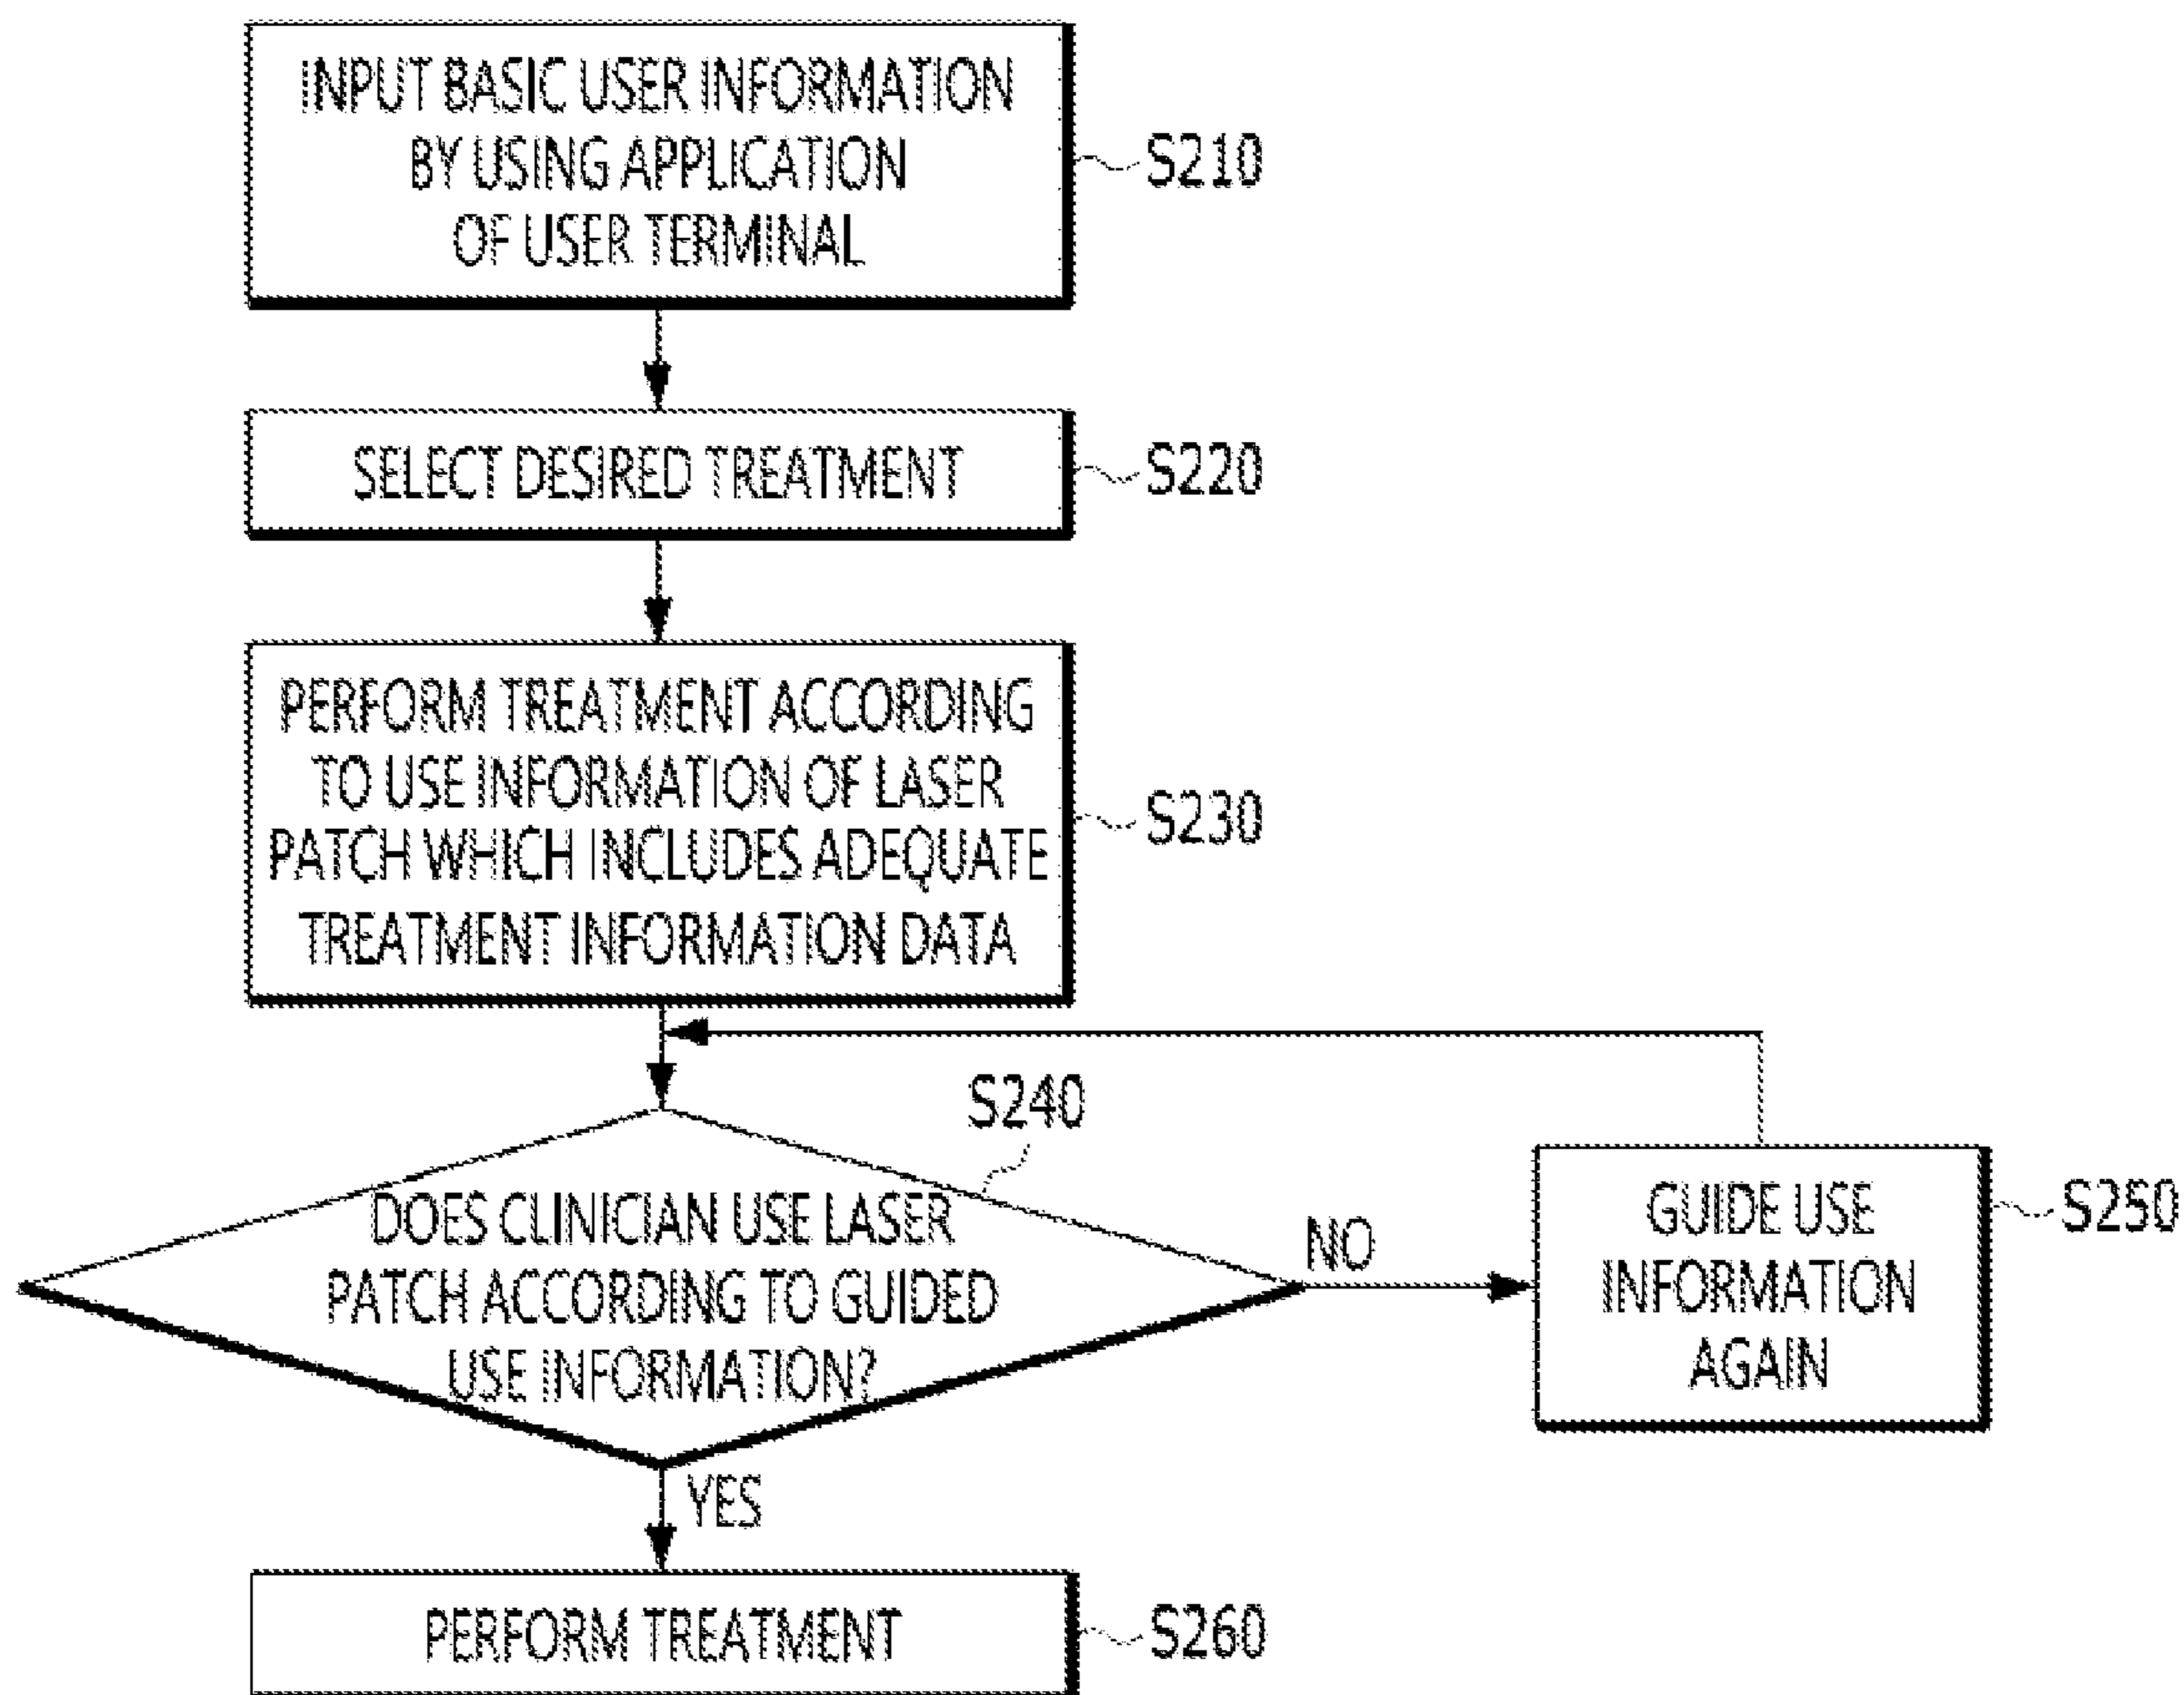 INPUT BASIC USER INFORMATION
BY USING APPLICATION
OF USER TERMINAL
S210
SELECT DESIRED TREATMENT
S220
PERFORM TREATMENT ACCORDING
TO USE INFORMATION OF LASER
PATCH WHICH INCLUDES ADEQUATE
TREATMENT INFORMATION DATA
S230
S240
DOES CLINICIAN USE LASER
PATCH ACCORDING TO GUIDED
USE INFORMATION?
NO
GUIDE USE
INFORMATION
AGAIN
S250
YES
PERFORM TREATMENT
S260